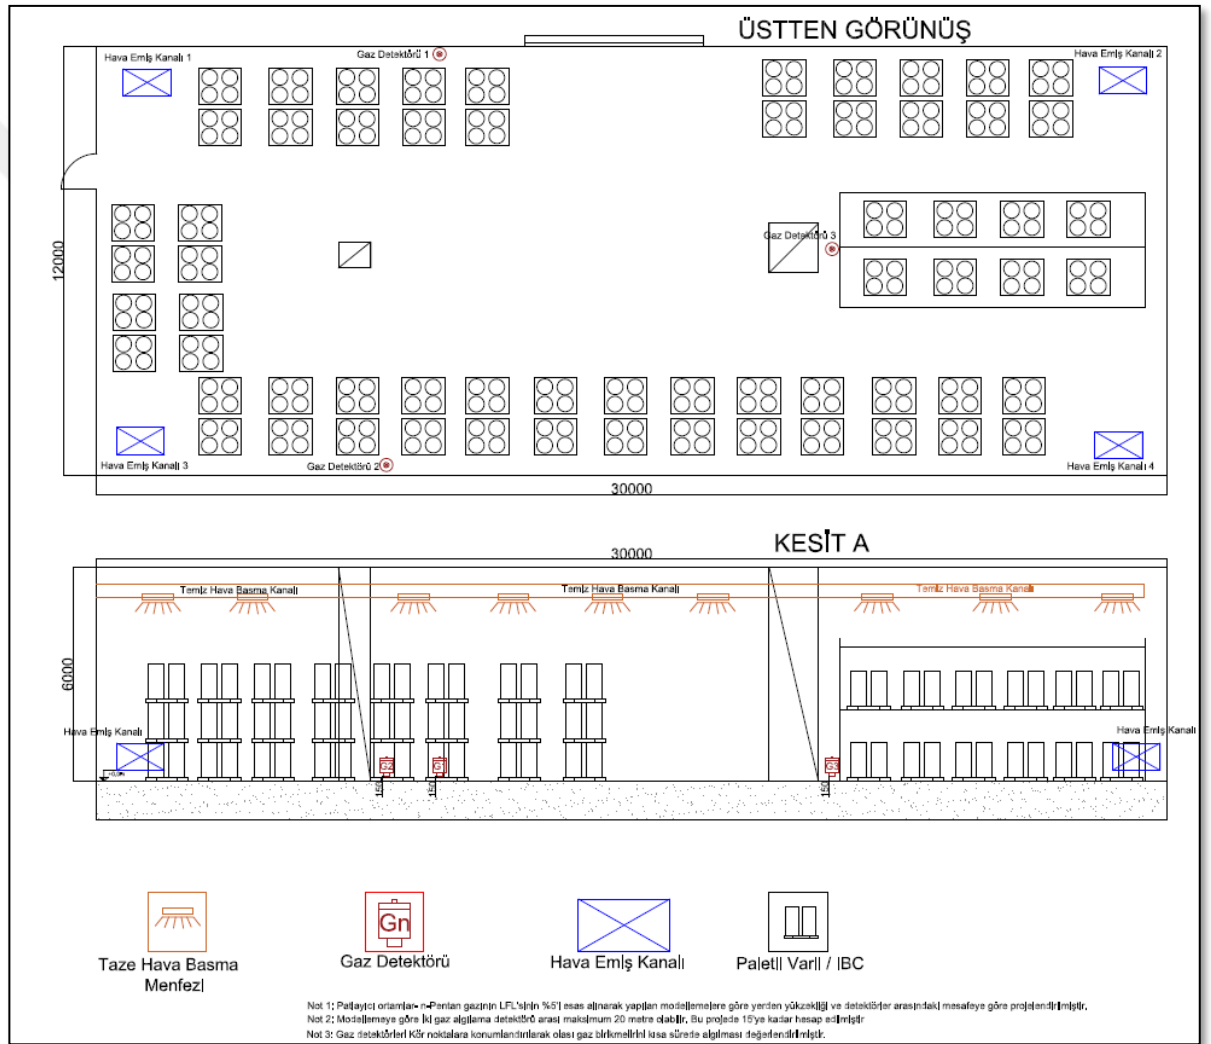 ÜSTTEN GÖRÜNÜŞ
Hava Emiş Kanalı 1
Gaz Detektörü 1
Hava Emiş Kanalı 2
12000
Gaz Detektörü 3
Hava Emiş Kanalı 3
Gaz Detektörü 2
Hava Emiş Kanalı 4
30000
KESİT A
30000
Temiz Hava Basma Kanalı
Temiz Hava Basma Kanalı
Temiz Hava Basma Kanalı
6000
Hava Emiş Kanalı
Hava Emiş Kanalı
G2
G1
G3
150
150
150
Gn
Taze Hava Basma
Menfezi
Gaz Detektörü
Hava Emiş Kanalı
Paletli Varil / IBC
Not 1; Patlayıcı ortamlar- n-Pentan gazının LFL'sinin %5'i esas alınarak yapılan modellemelere göre yerden yüksekliği ve detektörler arasındaki mesafeye göre projelendirilmiştir,
Not 2; Modellemeye göre iki gaz algılama detektörü arası maksimum 20 metre olabilir, Bu projede 15'ye kadar hesap edilmiştir
Not 3: Gaz detektörleri Kör noktalara konumlandırılarak olası gaz birikmelirini kısa sürede algılması değerlendirilmiştir.